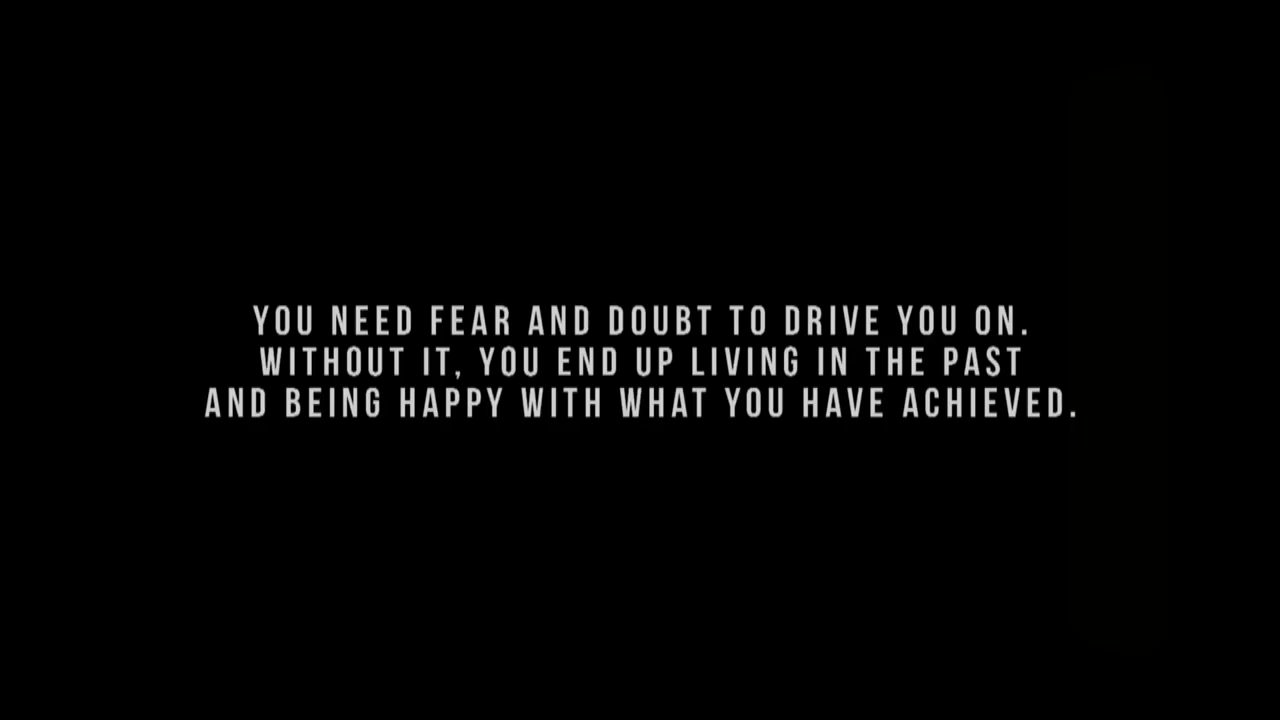 YOU NEED FEAR AND DOUBT TO DRIVE YOU ON.
WITHOUT IT, YOU END UP LIVING IN THE PAST
AND BEING HAPPY WITH WHAT YOU HAVE ACHIEVED.